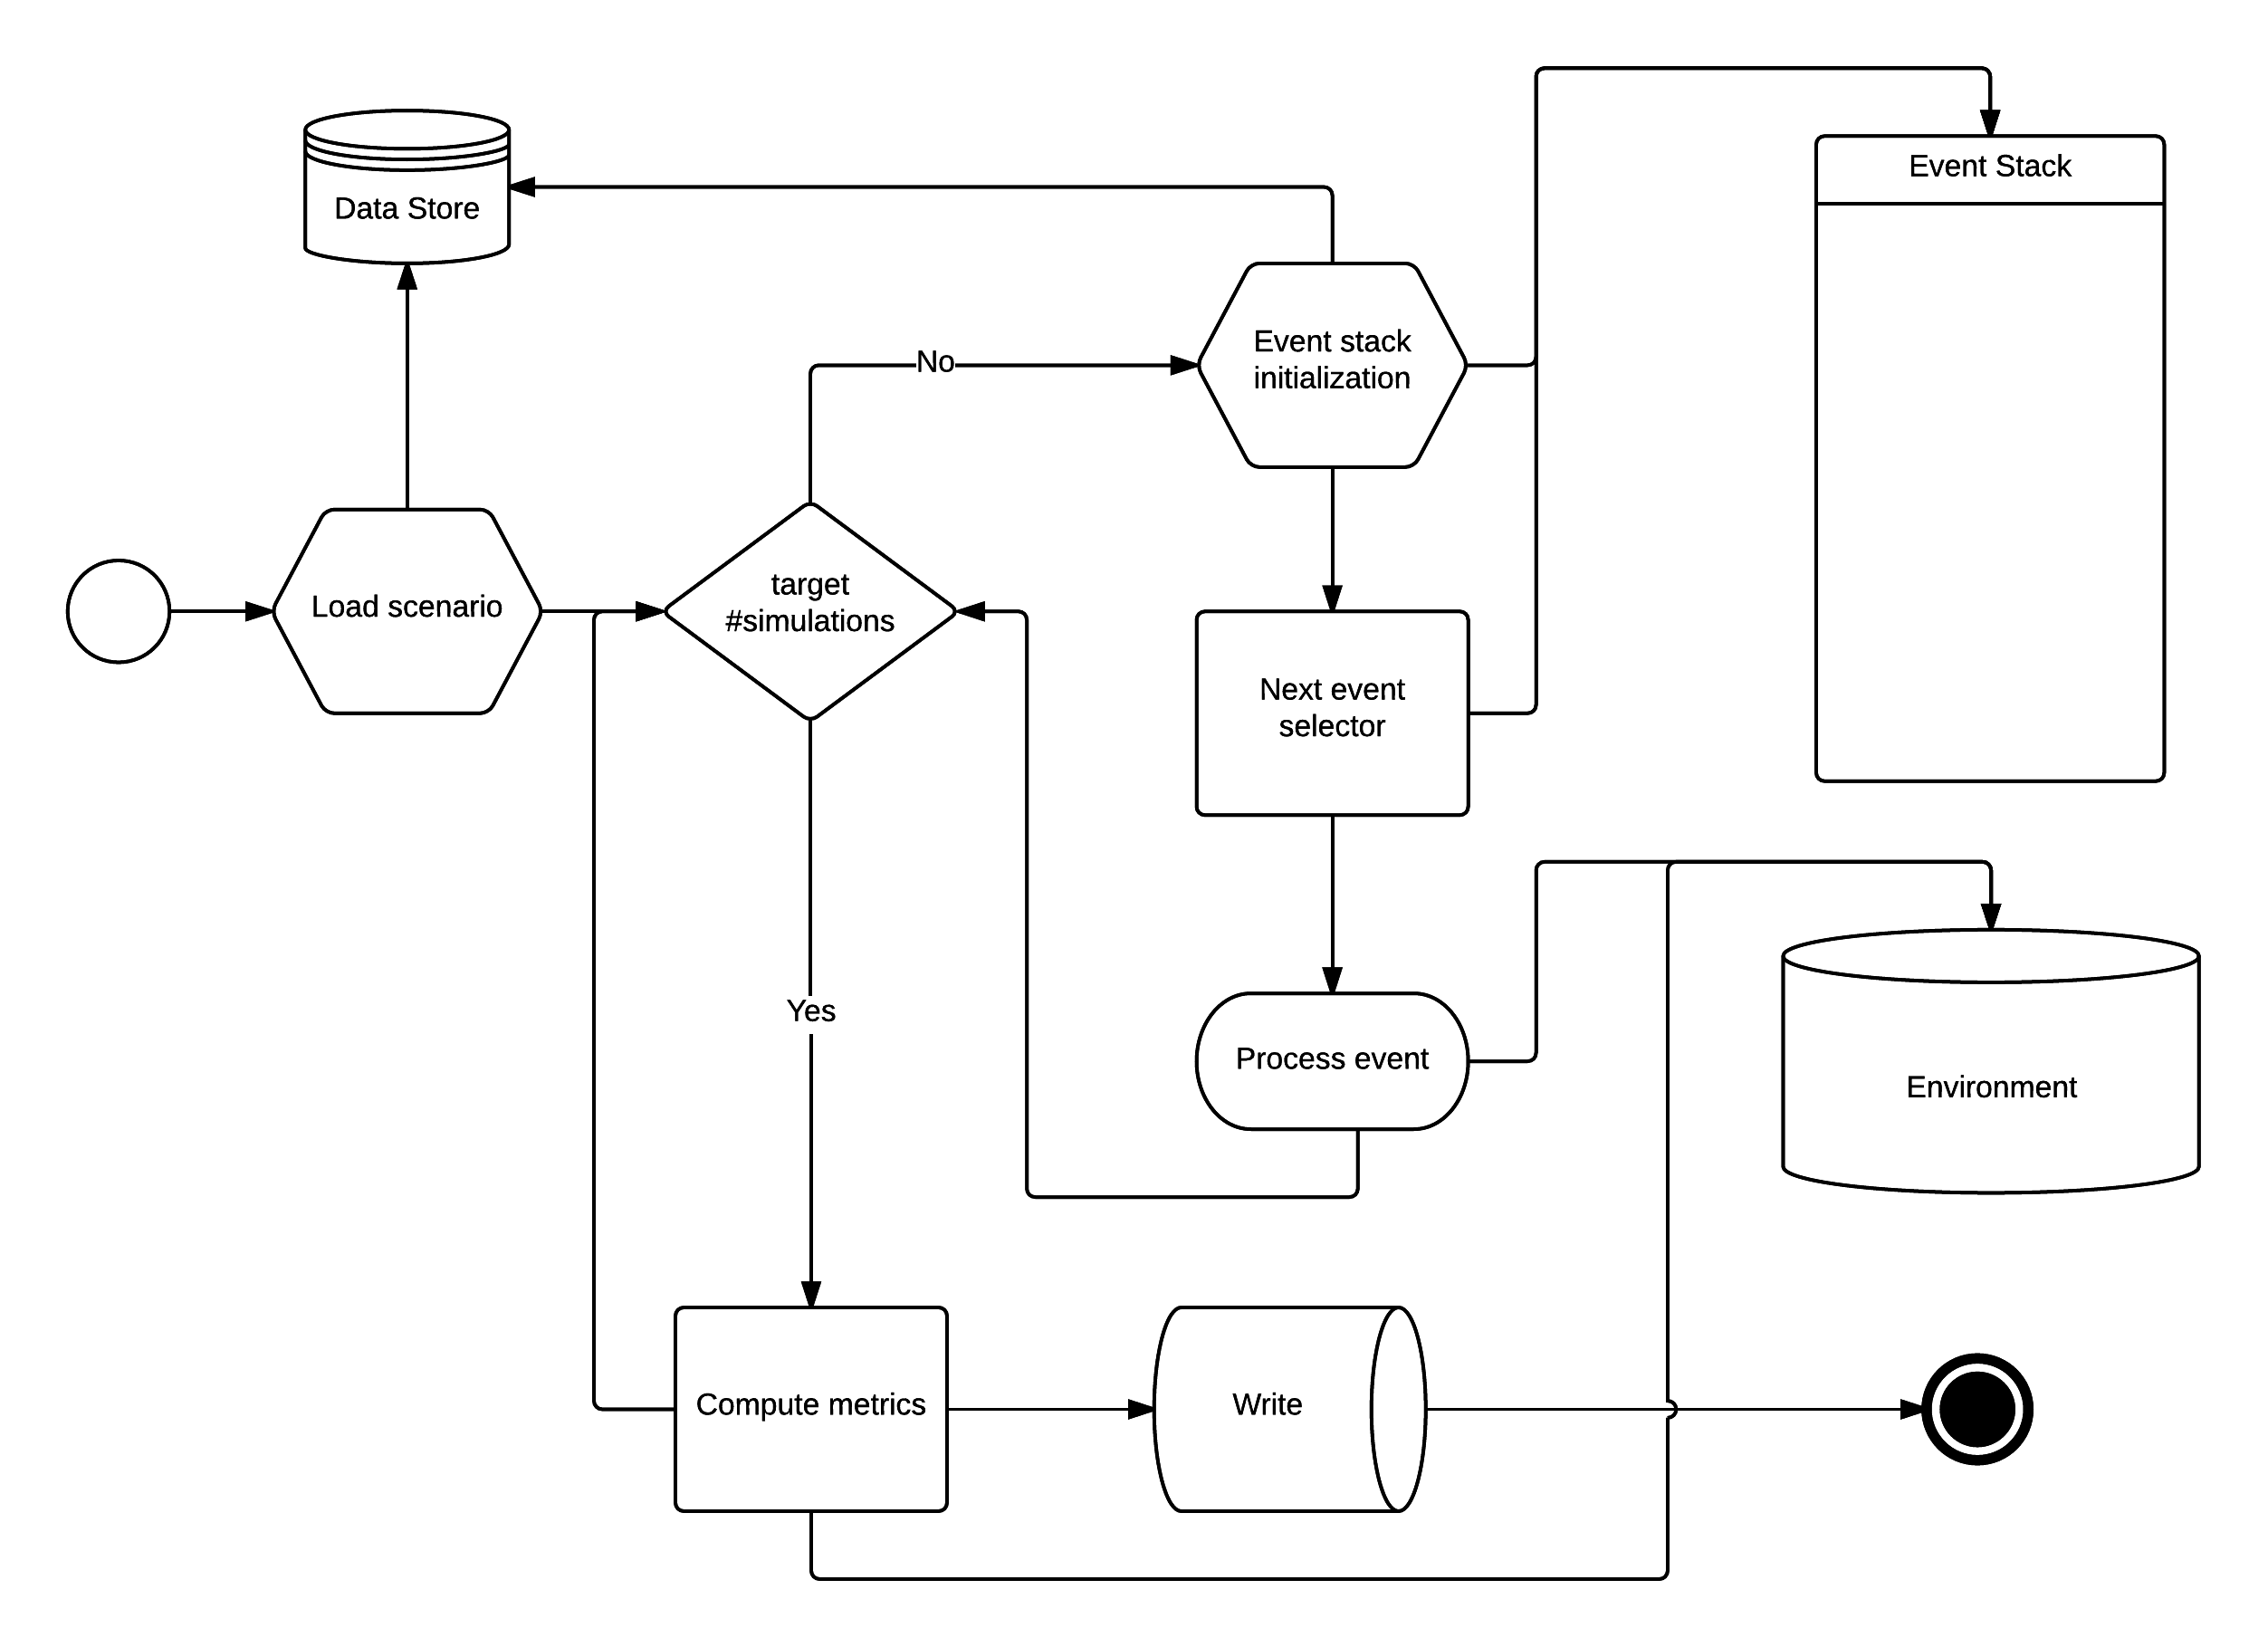 Event Stack
Data Store
No
Event stack
initialization
Load scenario
target
#simulations
Next event
selector
Yes
Process event
Environment
Compute metrics
Write